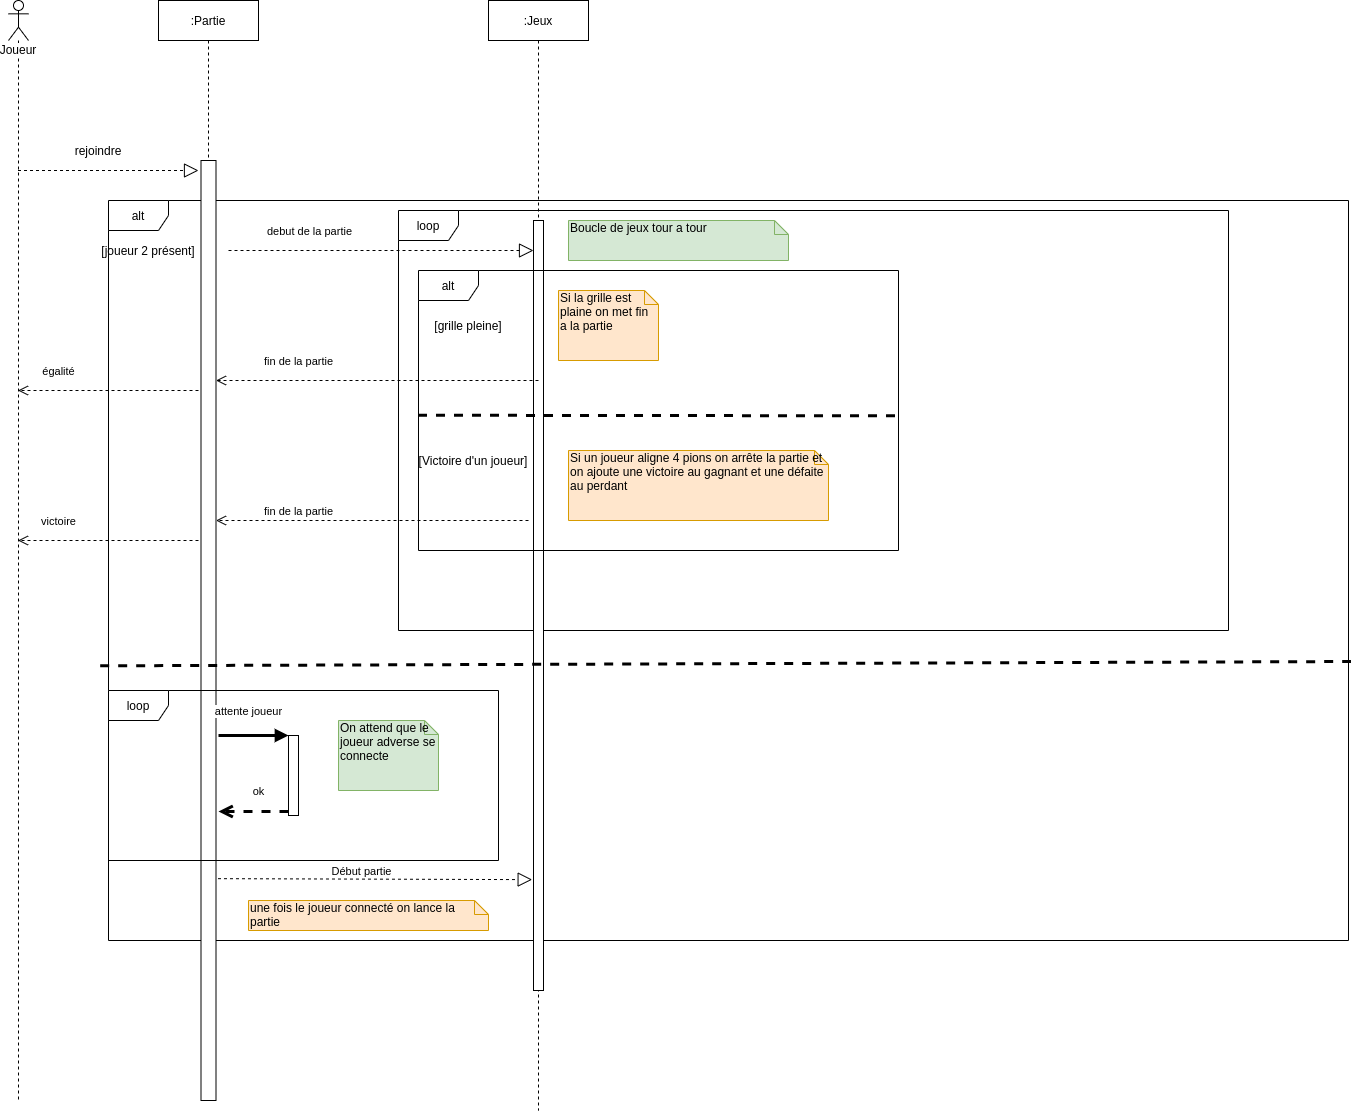 Joueur
:Partie
:Jeux
rejoindre
alt
[joueur 2 présent]
debut de la partie
loop
Boucle de jeux tour a tour
alt
[grille pleine]
Si la grille est
plaine on met fin
a la partie
fin de la partie
égalité
[Victoire d'un joueur]
Si un joueur aligne 4 pions on arrête la partie et
on ajoute une victoire au gagnant et une défaite
au perdant
fin de la partie
victoire
loop
attente joueur
On attend que le
joueur adverse se
connecte
ok
Début partie
une fois le joueur connecté on lance la
partie